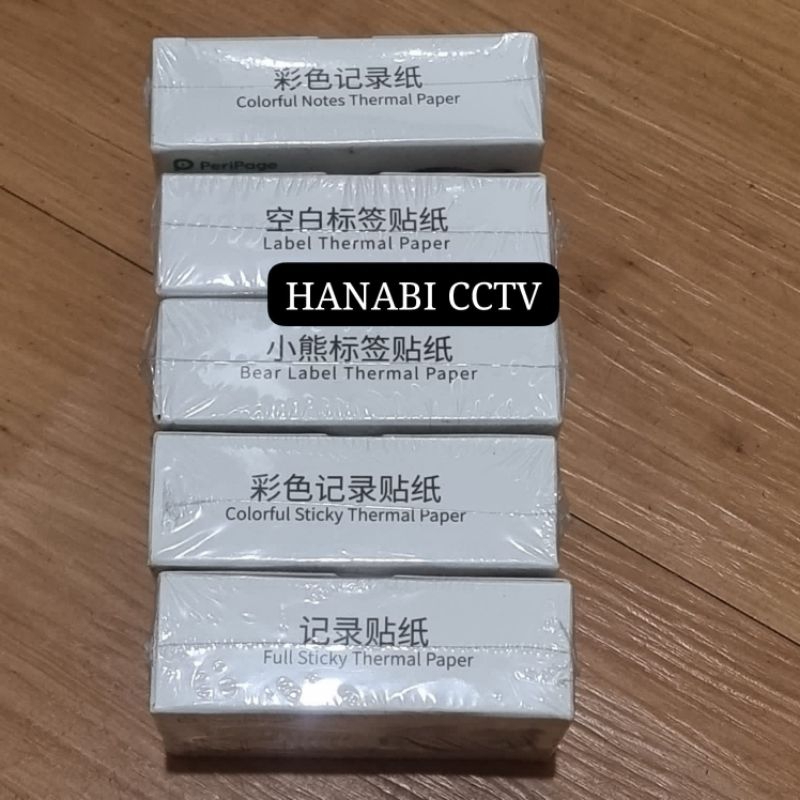 彩色记录纸
Colorful Notes Thermal Paper
PeriPage
空白标签贴纸
Label Thermal Paper
HANABI CCTV
小熊标签贴纸
Bear Label Thermal Paper
彩色记录贴纸
Colorful Sticky Thermal Paper
记录贴纸
Full Sticky Thermal Paper